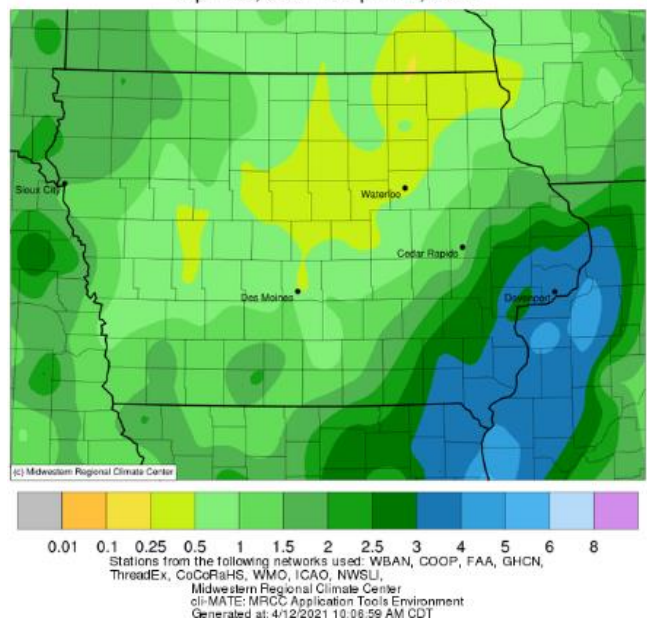 Sioux City
Waterloo
Cedar Rapids
Des Moines
Davenport
(c) Midwestern Regional Climate Center
0.01 0.1 0.25 0.5 1 1.5 2 2.5 3 4 5 6 8
Stations from the following networks used: WBAN, COOP, FAA, GHCN,
ThreadEx, CoCoRaHS, WMO, ICAO, NWSLI,
Midwestern Regional Climate Center
cli-MATE: MRCC Application Tools Environment
Generated at: 4/12/2021 10:06:59 AM CDT